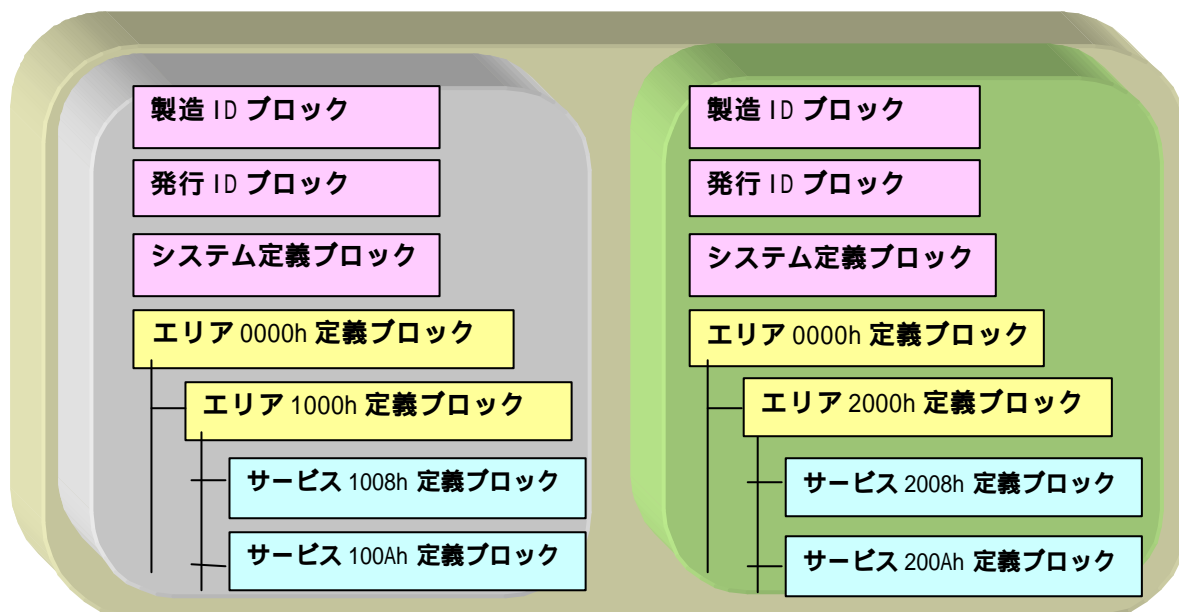 製造 ID ブロック
発行 ID ブロック
システム定義ブロック
エリア 0000h 定義ブロック
エリア 1000h 定義ブロック
サービス 1008h 定義ブロック
サービス 100Ah 定義ブロック
製造 ID ブロック
発行 ID ブロック
システム定義ブロック
エリア 0000h 定義ブロック
エリア 2000h 定義ブロック
サービス 2008h 定義ブロック
サービス 200Ah 定義ブロック